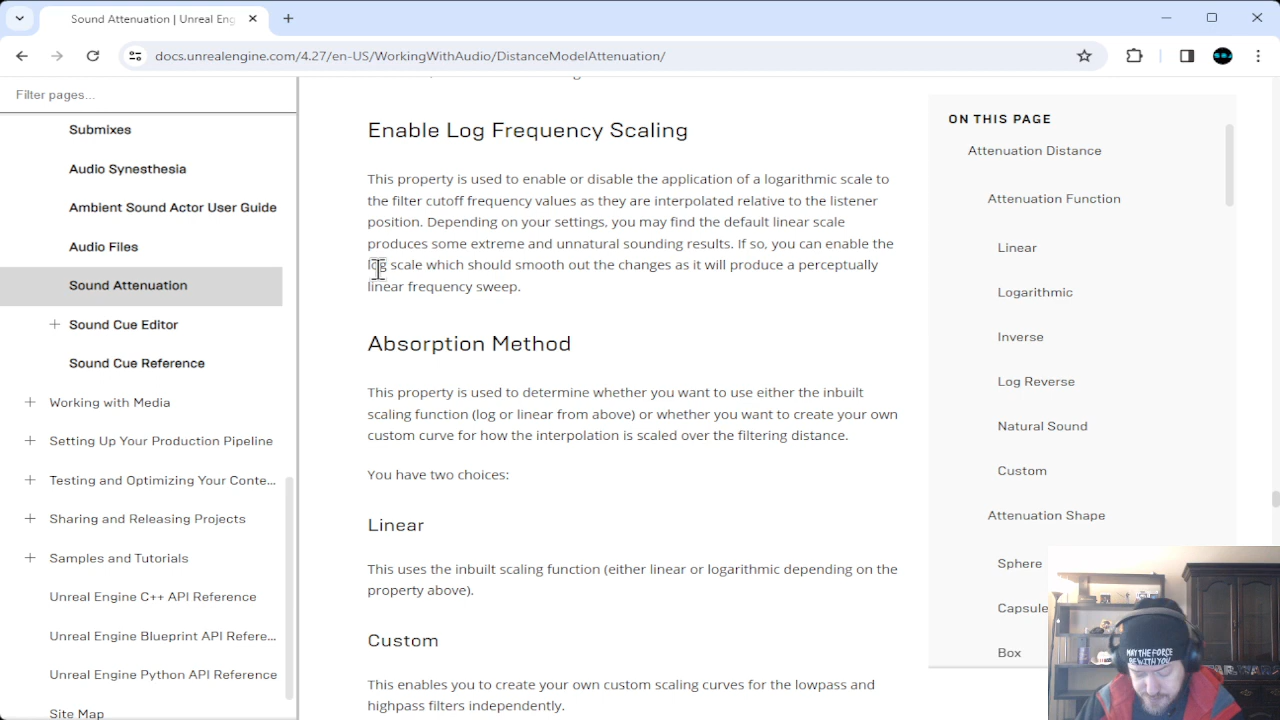 Sound Attenuation | Unreal Eng
docs.unrealengine.com/4.27/en-US/WorkingWithAudio/DistanceModelAttenuation/
Filter pages...
Submixes
Audio Synesthesia
Ambient Sound Actor User Guide
Audio Files
Sound Attenuation
Sound Cue Editor
Sound Cue Reference
Working with Media
Setting Up Your Production Pipeline
Testing and Optimizing Your Conte...
Sharing and Releasing Projects
Samples and Tutorials
Unreal Engine C++ API Reference
Unreal Engine Blueprint API Refere...
Unreal Engine Python API Reference
Site Map
Enable Log Frequency Scaling
This property is used to enable or disable the application of a logarithmic scale to
the filter cutoff frequency values as they are interpolated relative to the listener
position. Depending on your settings, you may find the default linear scale
produces some extreme and unnatural sounding results. If so, you can enable the
log scale which should smooth out the changes as it will produce a perceptually
linear frequency sweep.
Absorption Method
This property is used to determine whether you want to use either the inbuilt
scaling function (log or linear from above) or whether you want to create your own
custom curve for how the interpolation is scaled over the filtering distance.
You have two choices:
Linear
This uses the inbuilt scaling function (either linear or logarithmic depending on the
property above).
Custom
This enables you to create your own custom scaling curves for the lowpass and
highpass filters independently.
ON THIS PAGE
Attenuation Distance
Attenuation Function
Linear
Logarithmic
Inverse
Log Reverse
Natural Sound
Custom
Attenuation Shape
Sphere
Capsule
Box
MAY THE FORCE
BE WITH YOU